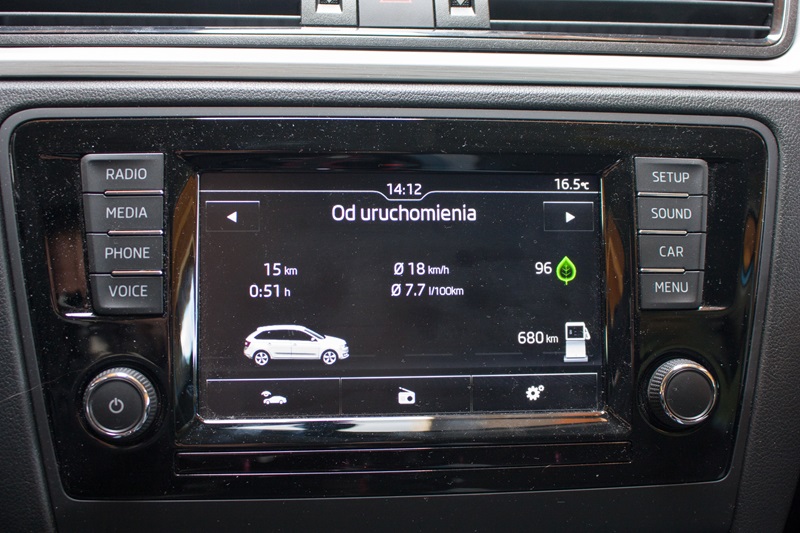 RADIO
MEDIA
PHONE
VOICE
14:12
16.5°C
Od uruchomienia
15 km
0:51 h
Ø 18 km/h
Ø 7.7 l/100km
96
680 km
SETUP
SOUND
CAR
MENU